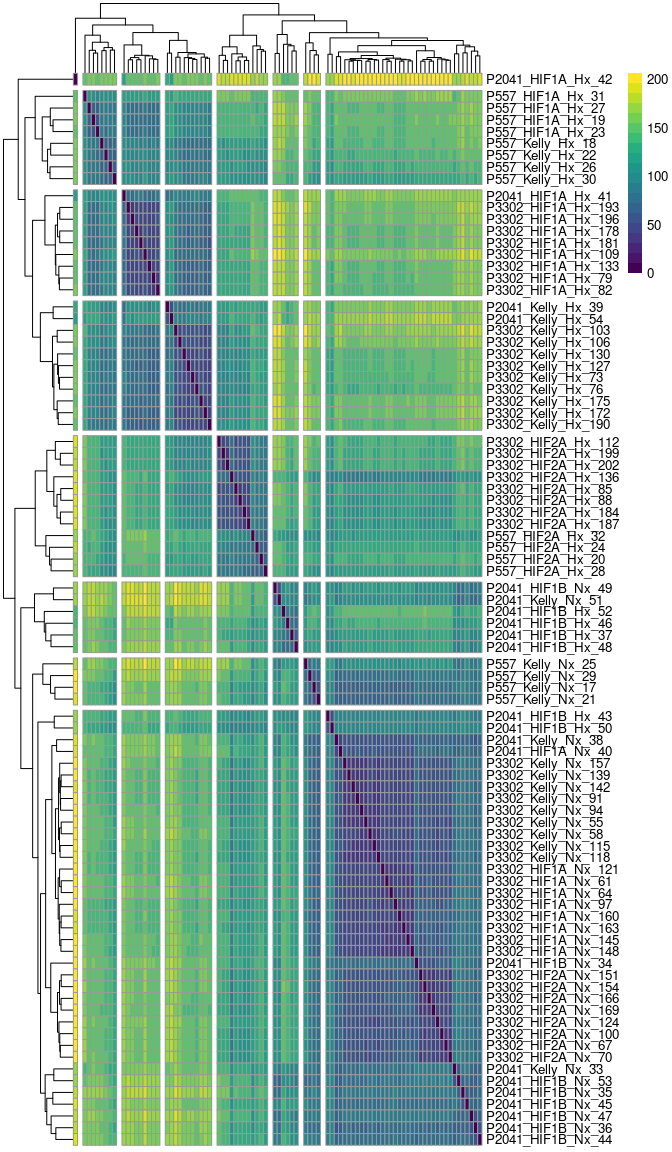 P2041_HIF1A_Hx_42
200
150
100
50
0
P557_HIF1A_Hx_31
P557_HIF1A_Hx_27
P557_HIF1A_Hx_19
P557_HIF1A_Hx_23
P557_Kelly_Hx_18
P557_Kelly_Hx_22
P557_Kelly_Hx_26
P557_Kelly_Hx_30
P2041_HIF1A_Hx_41
P3302_HIF1A_Hx_193
P3302_HIF1A_Hx_196
P3302_HIF1A_Hx_178
P3302_HIF1A_Hx_181
P3302_HIF1A_Hx_109
P3302_HIF1A_Hx_133
P3302_HIF1A_Hx_79
P3302_HIF1A_Hx_82
P2041_Kelly_Hx_39
P2041_Kelly_Hx_54
P3302_Kelly_Hx_103
P3302_Kelly_Hx_106
P3302_Kelly_Hx_130
P3302_Kelly_Hx_127
P3302_Kelly_Hx_73
P3302_Kelly_Hx_76
P3302_Kelly_Hx_175
P3302_Kelly_Hx_172
P3302_Kelly_Hx_190
P3302_HIF2A_Hx_112
P3302_HIF2A_Hx_199
P3302_HIF2A_Hx_202
P3302_HIF2A_Hx_136
P3302_HIF2A_Hx_85
P3302_HIF2A_Hx_88
P3302_HIF2A_Hx_184
P3302_HIF2A_Hx_187
P557_HIF2A_Hx_32
P557_HIF2A_Hx_24
P557_HIF2A_Hx_20
P557_HIF2A_Hx_28
P2041_HIF1B_Nx_49
P2041_Kelly_Nx_51
P2041_HIF1B_Hx_52
P2041_HIF1B_Hx_46
P2041_HIF1B_Hx_37
P2041_HIF1B_Hx_48
P557_Kelly_Nx_25
P557_Kelly_Nx_29
P557_Kelly_Nx_17
P557_Kelly_Nx_21
P2041_HIF1B_Hx_43
P2041_HIF1B_Hx_50
P2041_Kelly_Nx_38
P2041_HIF1A_Nx_40
P3302_Kelly_Nx_157
P3302_Kelly_Nx_139
P3302_Kelly_Nx_142
P3302_Kelly_Nx_91
P3302_Kelly_Nx_94
P3302_Kelly_Nx_55
P3302_Kelly_Nx_58
P3302_Kelly_Nx_115
P3302_Kelly_Nx_118
P3302_HIF1A_Nx_121
P3302_HIF1A_Nx_61
P3302_HIF1A_Nx_64
P3302_HIF1A_Nx_97
P3302_HIF1A_Nx_160
P3302_HIF1A_Nx_163
P3302_HIF1A_Nx_145
P3302_HIF1A_Nx_148
P2041_HIF1B_Nx_34
P3302_HIF2A_Nx_151
P3302_HIF2A_Nx_154
P3302_HIF2A_Nx_166
P3302_HIF2A_Nx_169
P3302_HIF2A_Nx_124
P3302_HIF2A_Nx_100
P3302_HIF2A_Nx_67
P3302_HIF2A_Nx_70
P2041_Kelly_Nx_33
P2041_HIF1B_Nx_53
P2041_HIF1B_Nx_35
P2041_HIF1B_Nx_45
P2041_HIF1B_Nx_47
P2041_HIF1B_Nx_36
P2041_HIF1B_Nx_44